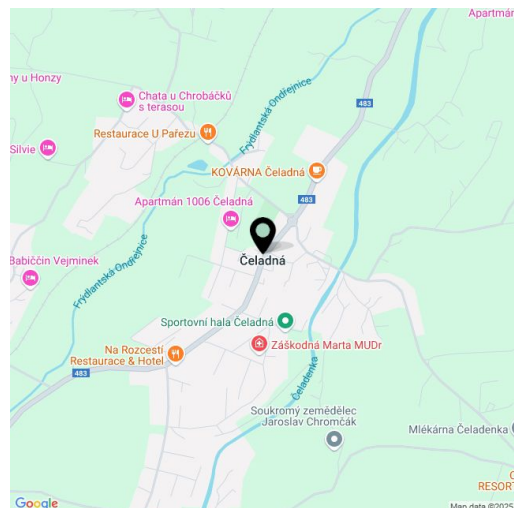 Apartmán
ny u Honzy
Chata u Chrobáčků
s terasou
483
Frýdlantská Ondřejnice
Restaurace U Pařezu
Silvie
KOVÁRNA Čeladná
483
Apartmán 1006 Čeladná
Čeladná
Babiččin Vejminek
Frýdlantská Ondřejnice
Sportovní hala Čeladná
Záškodná Marta MUDr
Na Rozcestí
Restaurace & Hotel
Čeladenka
483
Soukromý zemědělec
Jaroslav Chromčák
Mlékárna Čeladenka
RESOR
Google
Map data ©2025